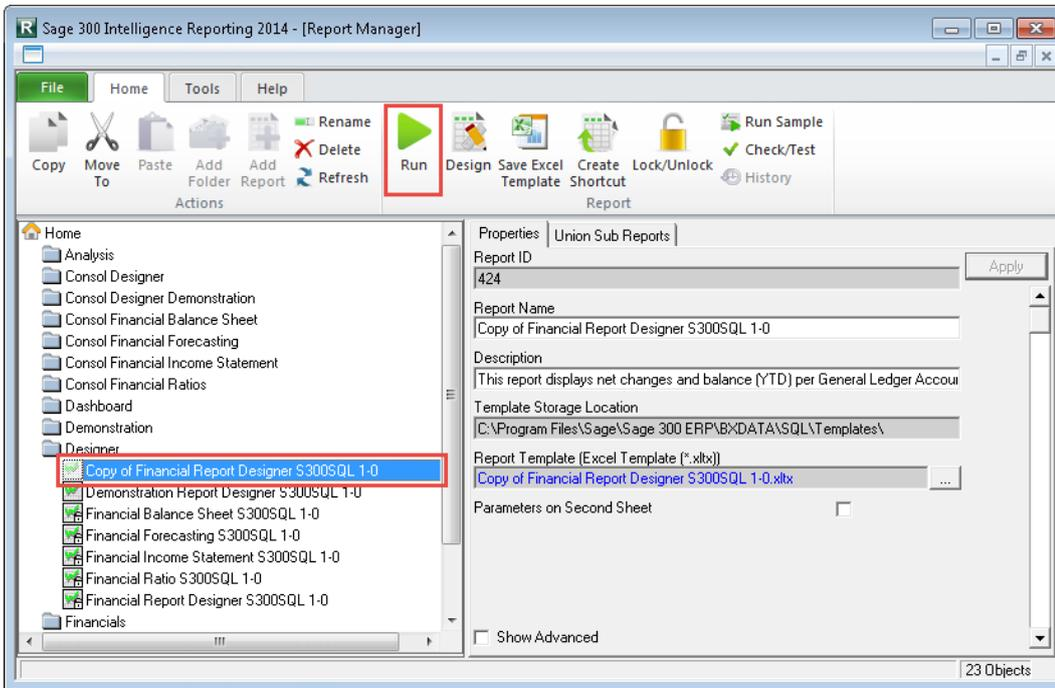 Sage 300 Intelligence Reporting 2014 - [Report Manager]
File Home Tools Help
Copy
Move To
Paste
Add Folder
Add Report
Rename
Delete
Refresh
Actions
Run
Design
Save Excel Template
Create Shortcut
Lock/Unlock
Run Sample
Check/Test
History
Report
Home
Analysis
Consol Designer
Consol Designer Demonstration
Consol Financial Balance Sheet
Consol Financial Forecasting
Consol Financial Income Statement
Consol Financial Ratios
Dashboard
Demonstration
Designer
Copy of Financial Report Designer S300SQL 1-0
Demonstration Report Designer S300SQL 1-0
Financial Balance Sheet S300SQL 1-0
Financial Forecasting S300SQL 1-0
Financial Income Statement S300SQL 1-0
Financial Ratio S300SQL 1-0
Financial Report Designer S300SQL 1-0
Financials
Properties Union Sub Reports
Report ID
424
Apply
Report Name
Copy of Financial Report Designer S300SQL 1-0
Description
This report displays net changes and balance (YTD) per General Ledger Accou
Template Storage Location
C:\Program Files\Sage\Sage 300 ERP\BXDATA\SQL\Templates\
Report Template (Excel Template (*.xltx))
Copy of Financial Report Designer S300SQL 1-0.xltx
...
Parameters on Second Sheet
Show Advanced
23 Objects